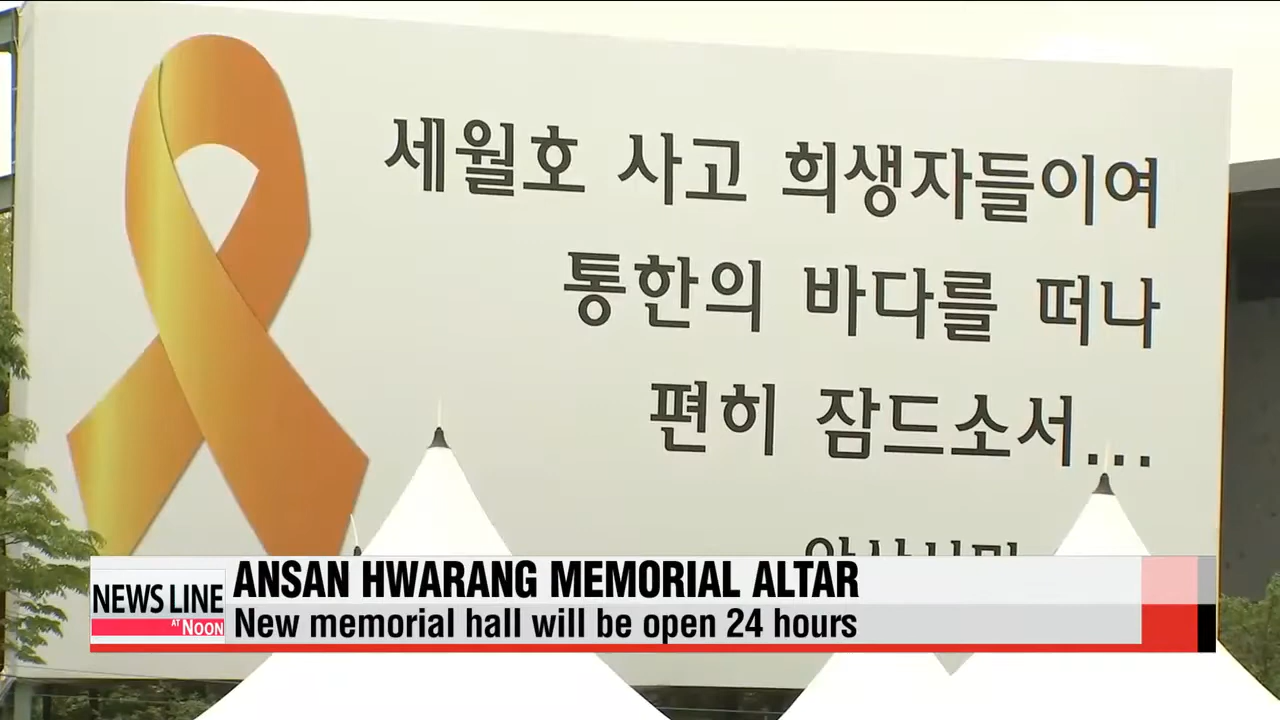 세월호 사고 희생자들이여
통한의 바다를 떠나
편히 잠드소서...
ANSAN HWARANG MEMORIAL ALTAR
New memorial hall will be open 24 hours
NEWS LINE
AT NOON